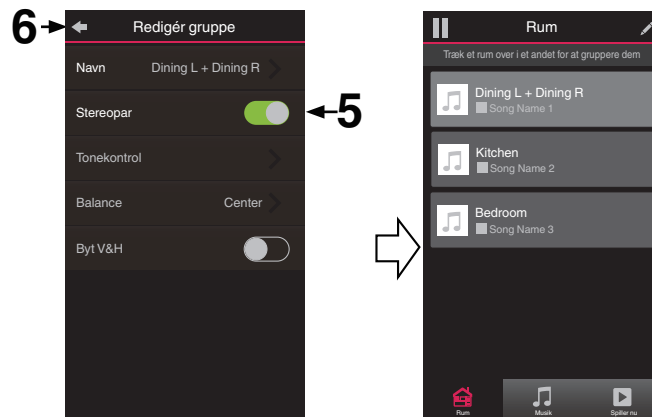 6
Redigér gruppe
Navn Dining L + Dining R
Stereopar
5
Tonekontrol
Balance Center
Byt V&H
Rum
Træk et rum over i et andet for at gruppere dem
Dining L + Dining R
Song Name 1
Kitchen
Song Name 2
Bedroom
Song Name 3
Rum Musik Spiller nu